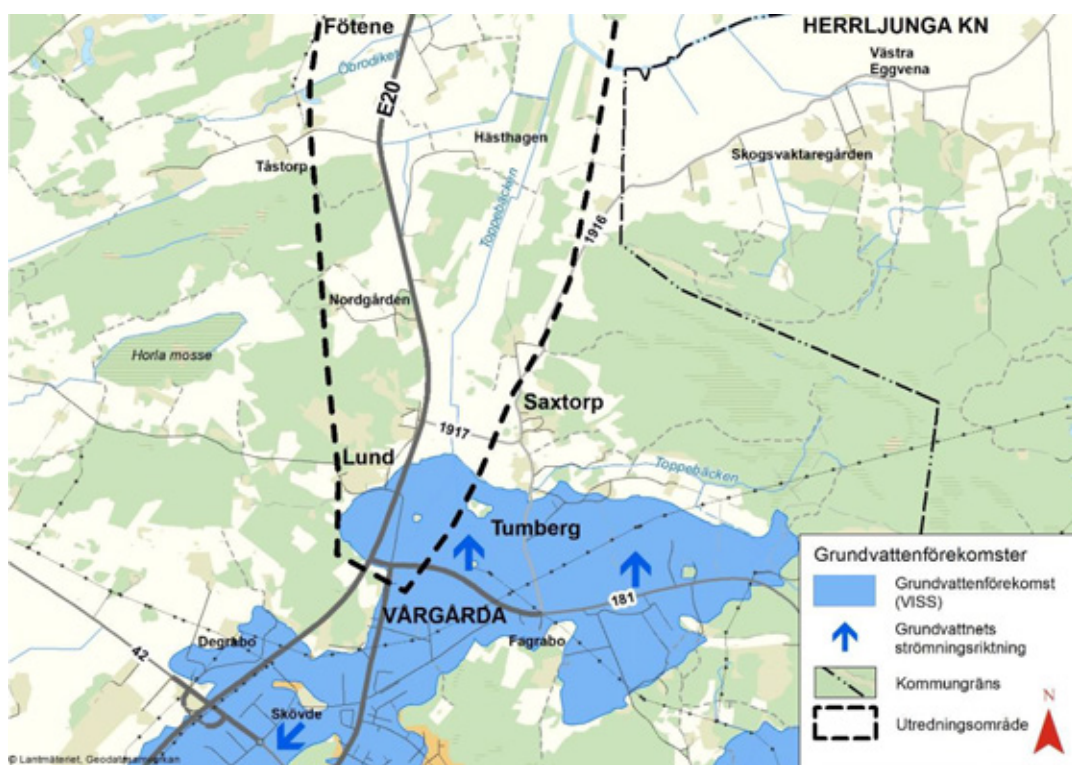 Fötene
HERRLJUNGA KN
Västra
Eggvena
Öbrodiket
E20
Hästhagen
Tåstorp
Skogsvaktaregården
Toppebäcken
1916
Nordgården
Horla mosse
Saxtorp
1917
Lund
Toppebäcken
Tumberg
VÅRGÅRDA
181
Degrabo
Fagrabo
42
Skövde
Grundvattenförekomster
Grundvattenförekomst
(VISS)
Grundvattnets
strömningsriktning
Kommungräns
Utredningsområde
N
© Lantmäteriet, Geodatasamverkan